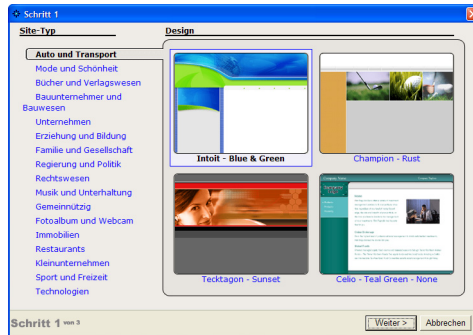 Schritt 1
Site-Typ
Design
Auto und Transport
Mode und Schönheit
Bücher und Verlagswesen
Bauunternehmer und
Bauwesen
Unternehmen
Erziehung und Bildung
Familie und Gesellschaft
Regierung und Politik
Rechtswesen
Musik und Unterhaltung
Gemeinnützig
Fotoalbum und Webcam
Immobilien
Restaurants
Kleinunternehmen
Sport und Freizeit
Technologien
Intoit - Blue & Green
Champion - Rust
Tecktagon - Sunset
Celio - Teal Green - None
Schritt 1 von 3
Weiter >
Abbrechen